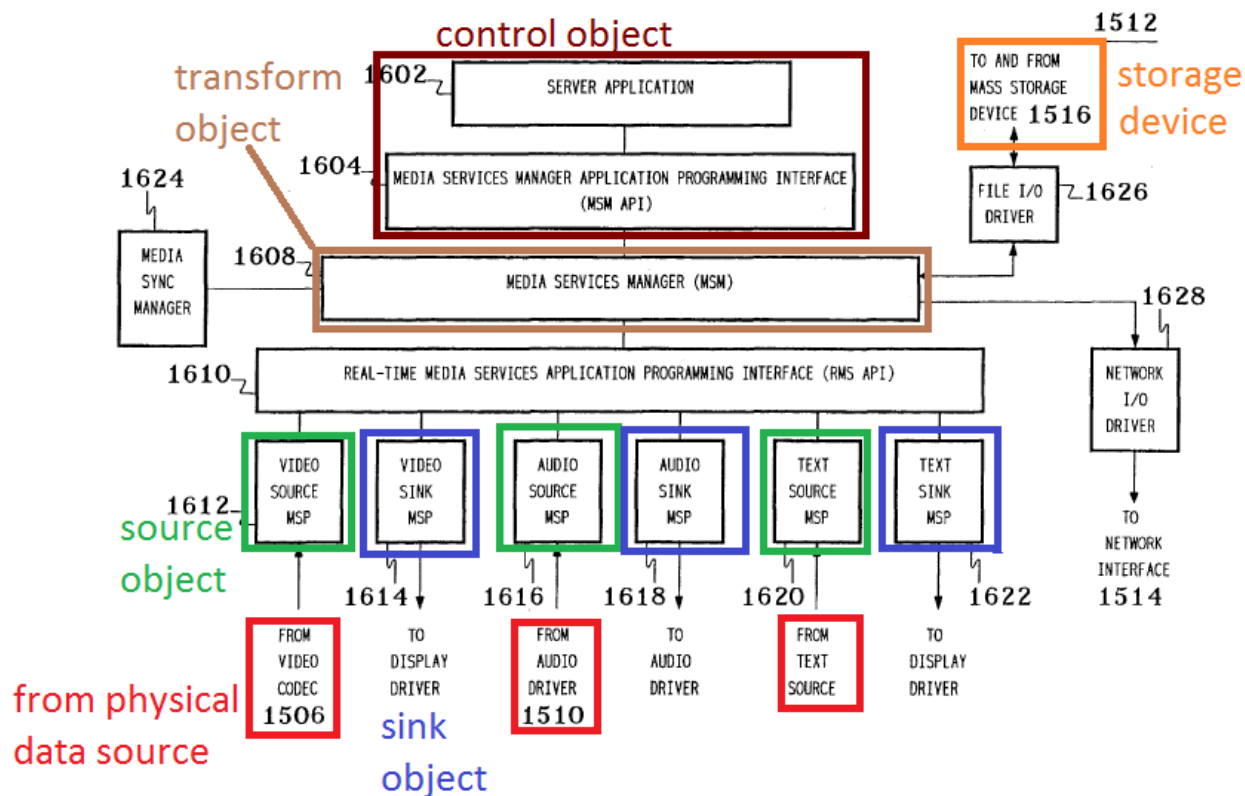 control object
1512
transform
object
1602
SERVER APPLICATION
TO AND FROM
MASS STORAGE
DEVICE 1516
storage
device
1604
MEDIA SERVICES MANAGER APPLICATION PROGRAMMING INTERFACE
(MSM API)
1624
FILE I/O
DRIVER
1626
MEDIA
SYNC
MANAGER
1608
MEDIA SERVICES MANAGER (MSM)
1628
1610
REAL-TIME MEDIA SERVICES APPLICATION PROGRAMMING INTERFACE (RMS API)
NETWORK
I/O
DRIVER
VIDEO
SOURCE
MSP
VIDEO
SINK
MSP
AUDIO
SOURCE
MSP
AUDIO
SINK
MSP
TEXT
SOURCE
MSP
TEXT
SINK
MSP
1612
source
object
TO
NETWORK
INTERFACE
1514
1614
1616
1618
1620
1622
FROM
VIDEO
CODEC
1506
TO
DISPLAY
DRIVER
FROM
AUDIO
DRIVER
1510
TO
AUDIO
DRIVER
FROM
TEXT
SOURCE
TO
DISPLAY
DRIVER
from physical
data source
sink
object